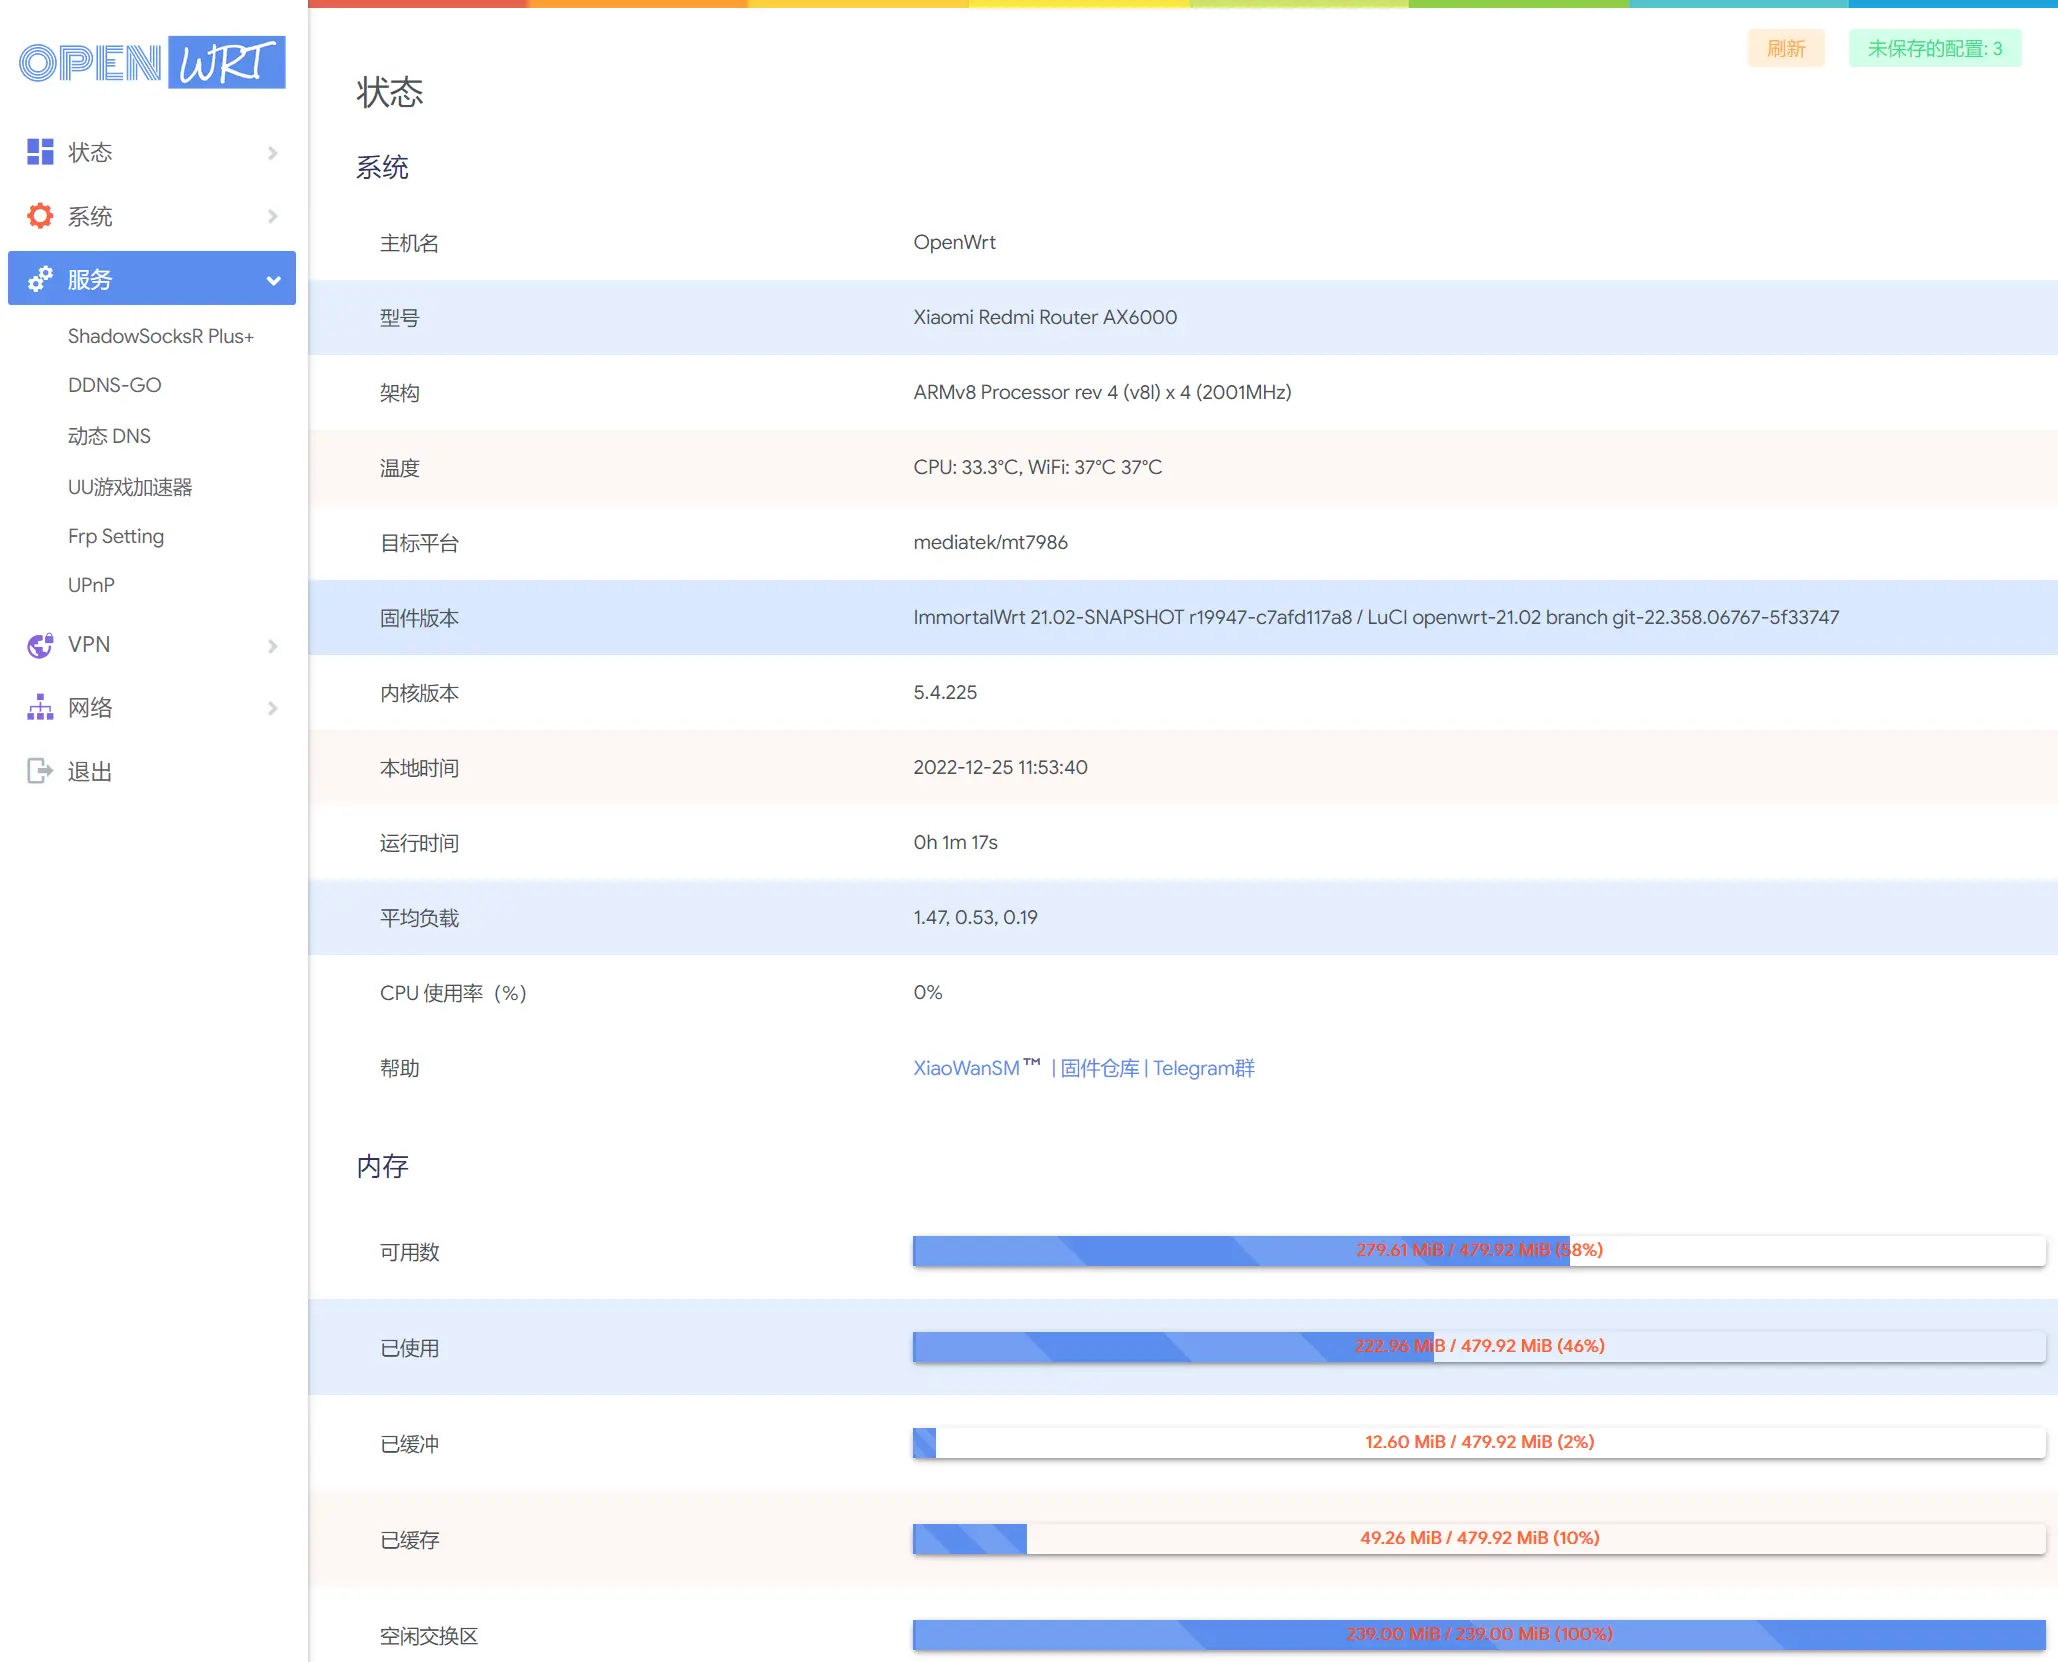 OPEN WRT
刷新
未保存的配置: 3
状态
系统
服务
ShadowSocksR Plus+
DDNS-GO
动态 DNS
UU游戏加速器
Frp Setting
UPnP
VPN
网络
退出
状态
系统
主机名 OpenWrt
型号 Xiaomi Redmi Router AX6000
架构 ARMv8 Processor rev 4 (v8l) x 4 (2001MHz)
温度 CPU: 33.3°C, WiFi: 37°C 37°C
目标平台 mediatek/mt7986
固件版本 ImmortalWrt 21.02-SNAPSHOT r19947-c7afd117a8 / LuCI openwrt-21.02 branch git-22.358.06767-5f33747
内核版本 5.4.225
本地时间 2022-12-25 11:53:40
运行时间 0h 1m 17s
平均负载 1.47, 0.53, 0.19
CPU 使用率（%） 0%
帮助 XiaoWanSM™ | 固件仓库 | Telegram群
内存
可用数 279.61 MiB / 479.92 MiB (58%)
已使用 222.96 MiB / 479.92 MiB (46%)
已缓冲 12.60 MiB / 479.92 MiB (2%)
已缓存 49.26 MiB / 479.92 MiB (10%)
空闲交换区 239.00 MiB / 239.00 MiB (100%)